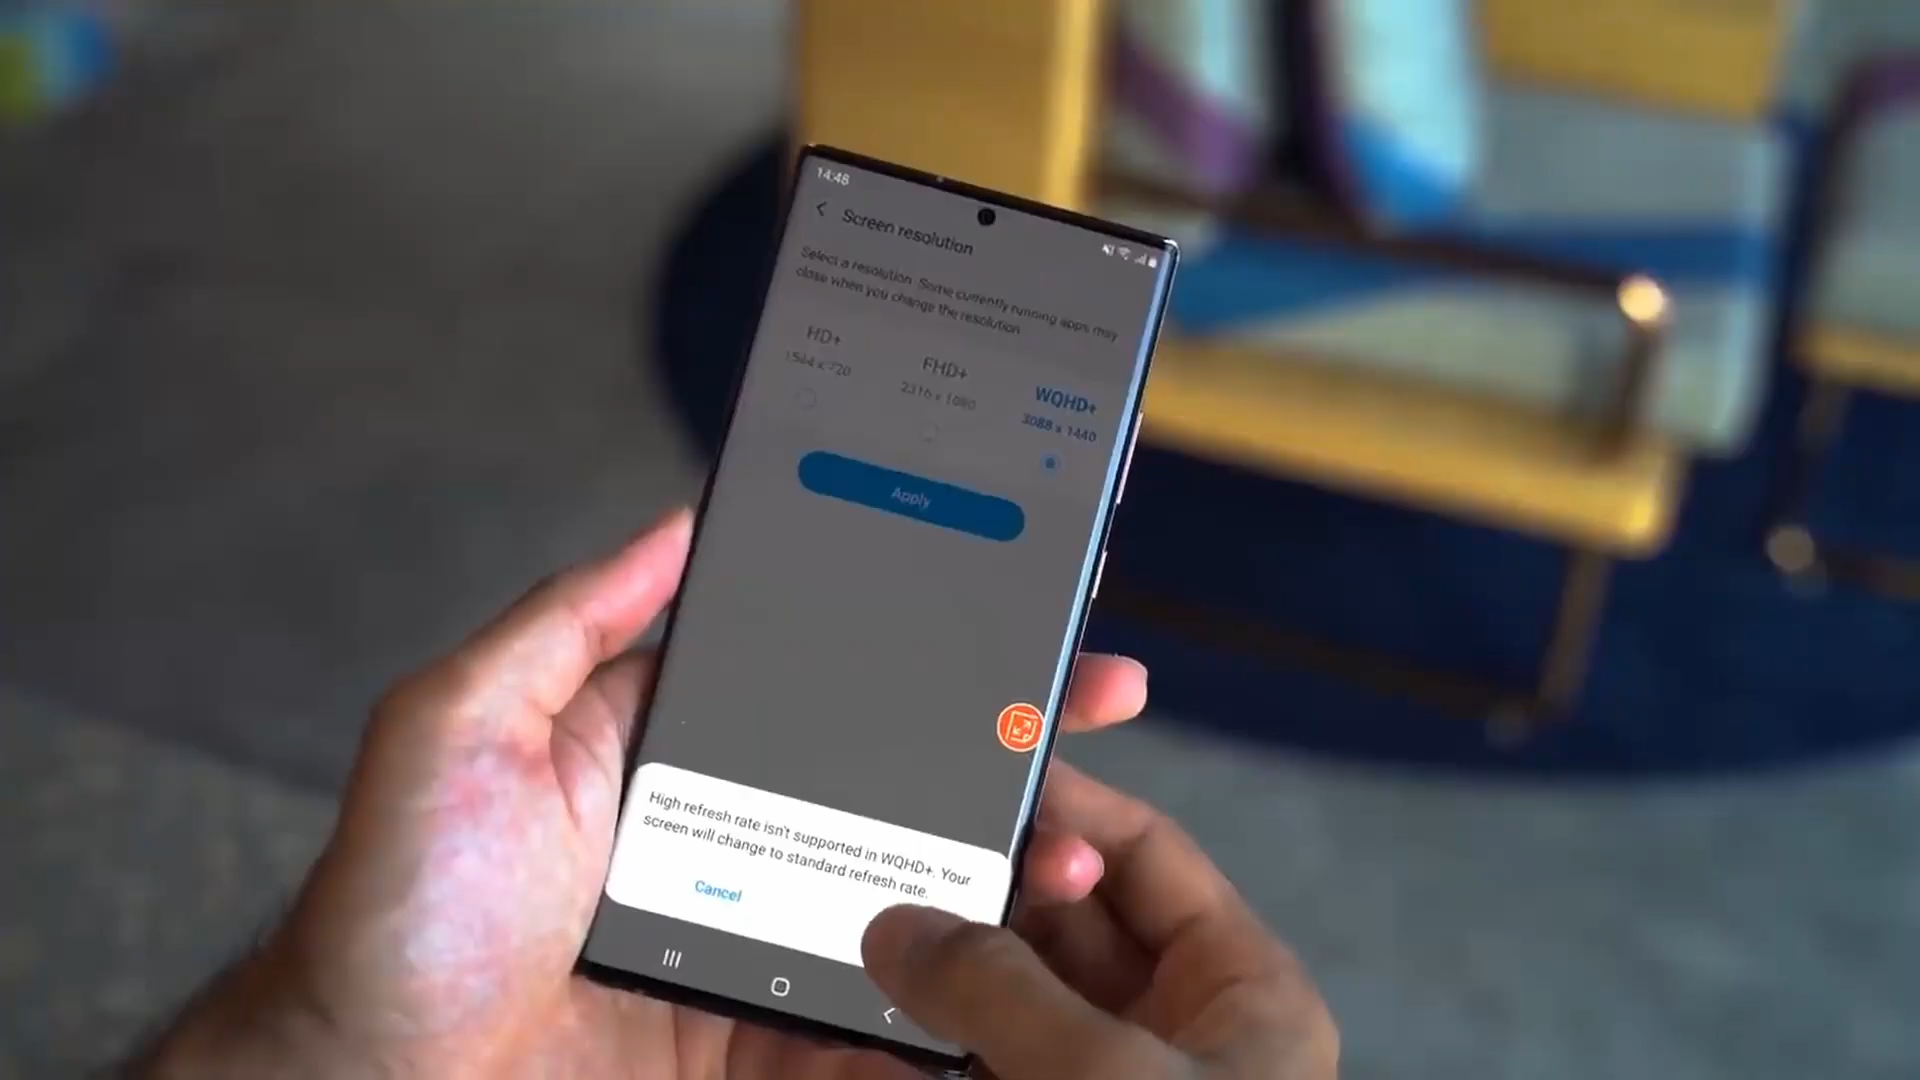 14:48
Screen resolution
Select a resolution. Some currently running apps may
close when you change the resolution.
HD+
1544 x 720
FHD+
2316 x 1080
WQHD+
3088 x 1440
Apply
High refresh rate isn't supported in WQHD+. Your
screen will change to standard refresh rate.
Cancel